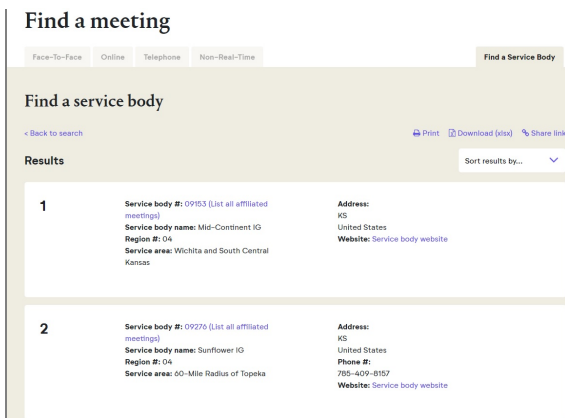 Find a meeting
Face-To-Face Online Telephone Non-Real-Time Find a Service Body
Find a service body
< Back to search Print Download (xlsx) Share link
Results Sort results by...
1
Service body #: 09153 (List all affiliated
meetings)
Service body name: Mid-Continent IG
Region #: 04
Service area: Wichita and South Central
Kansas
Address:
KS
United States
Website: Service body website
2
Service body #: 09276 (List all affiliated
meetings)
Service body name: Sunflower IG
Region #: 04
Service area: 60-Mile Radius of Topeka
Address:
KS
United States
Phone #:
785-409-8157
Website: Service body website